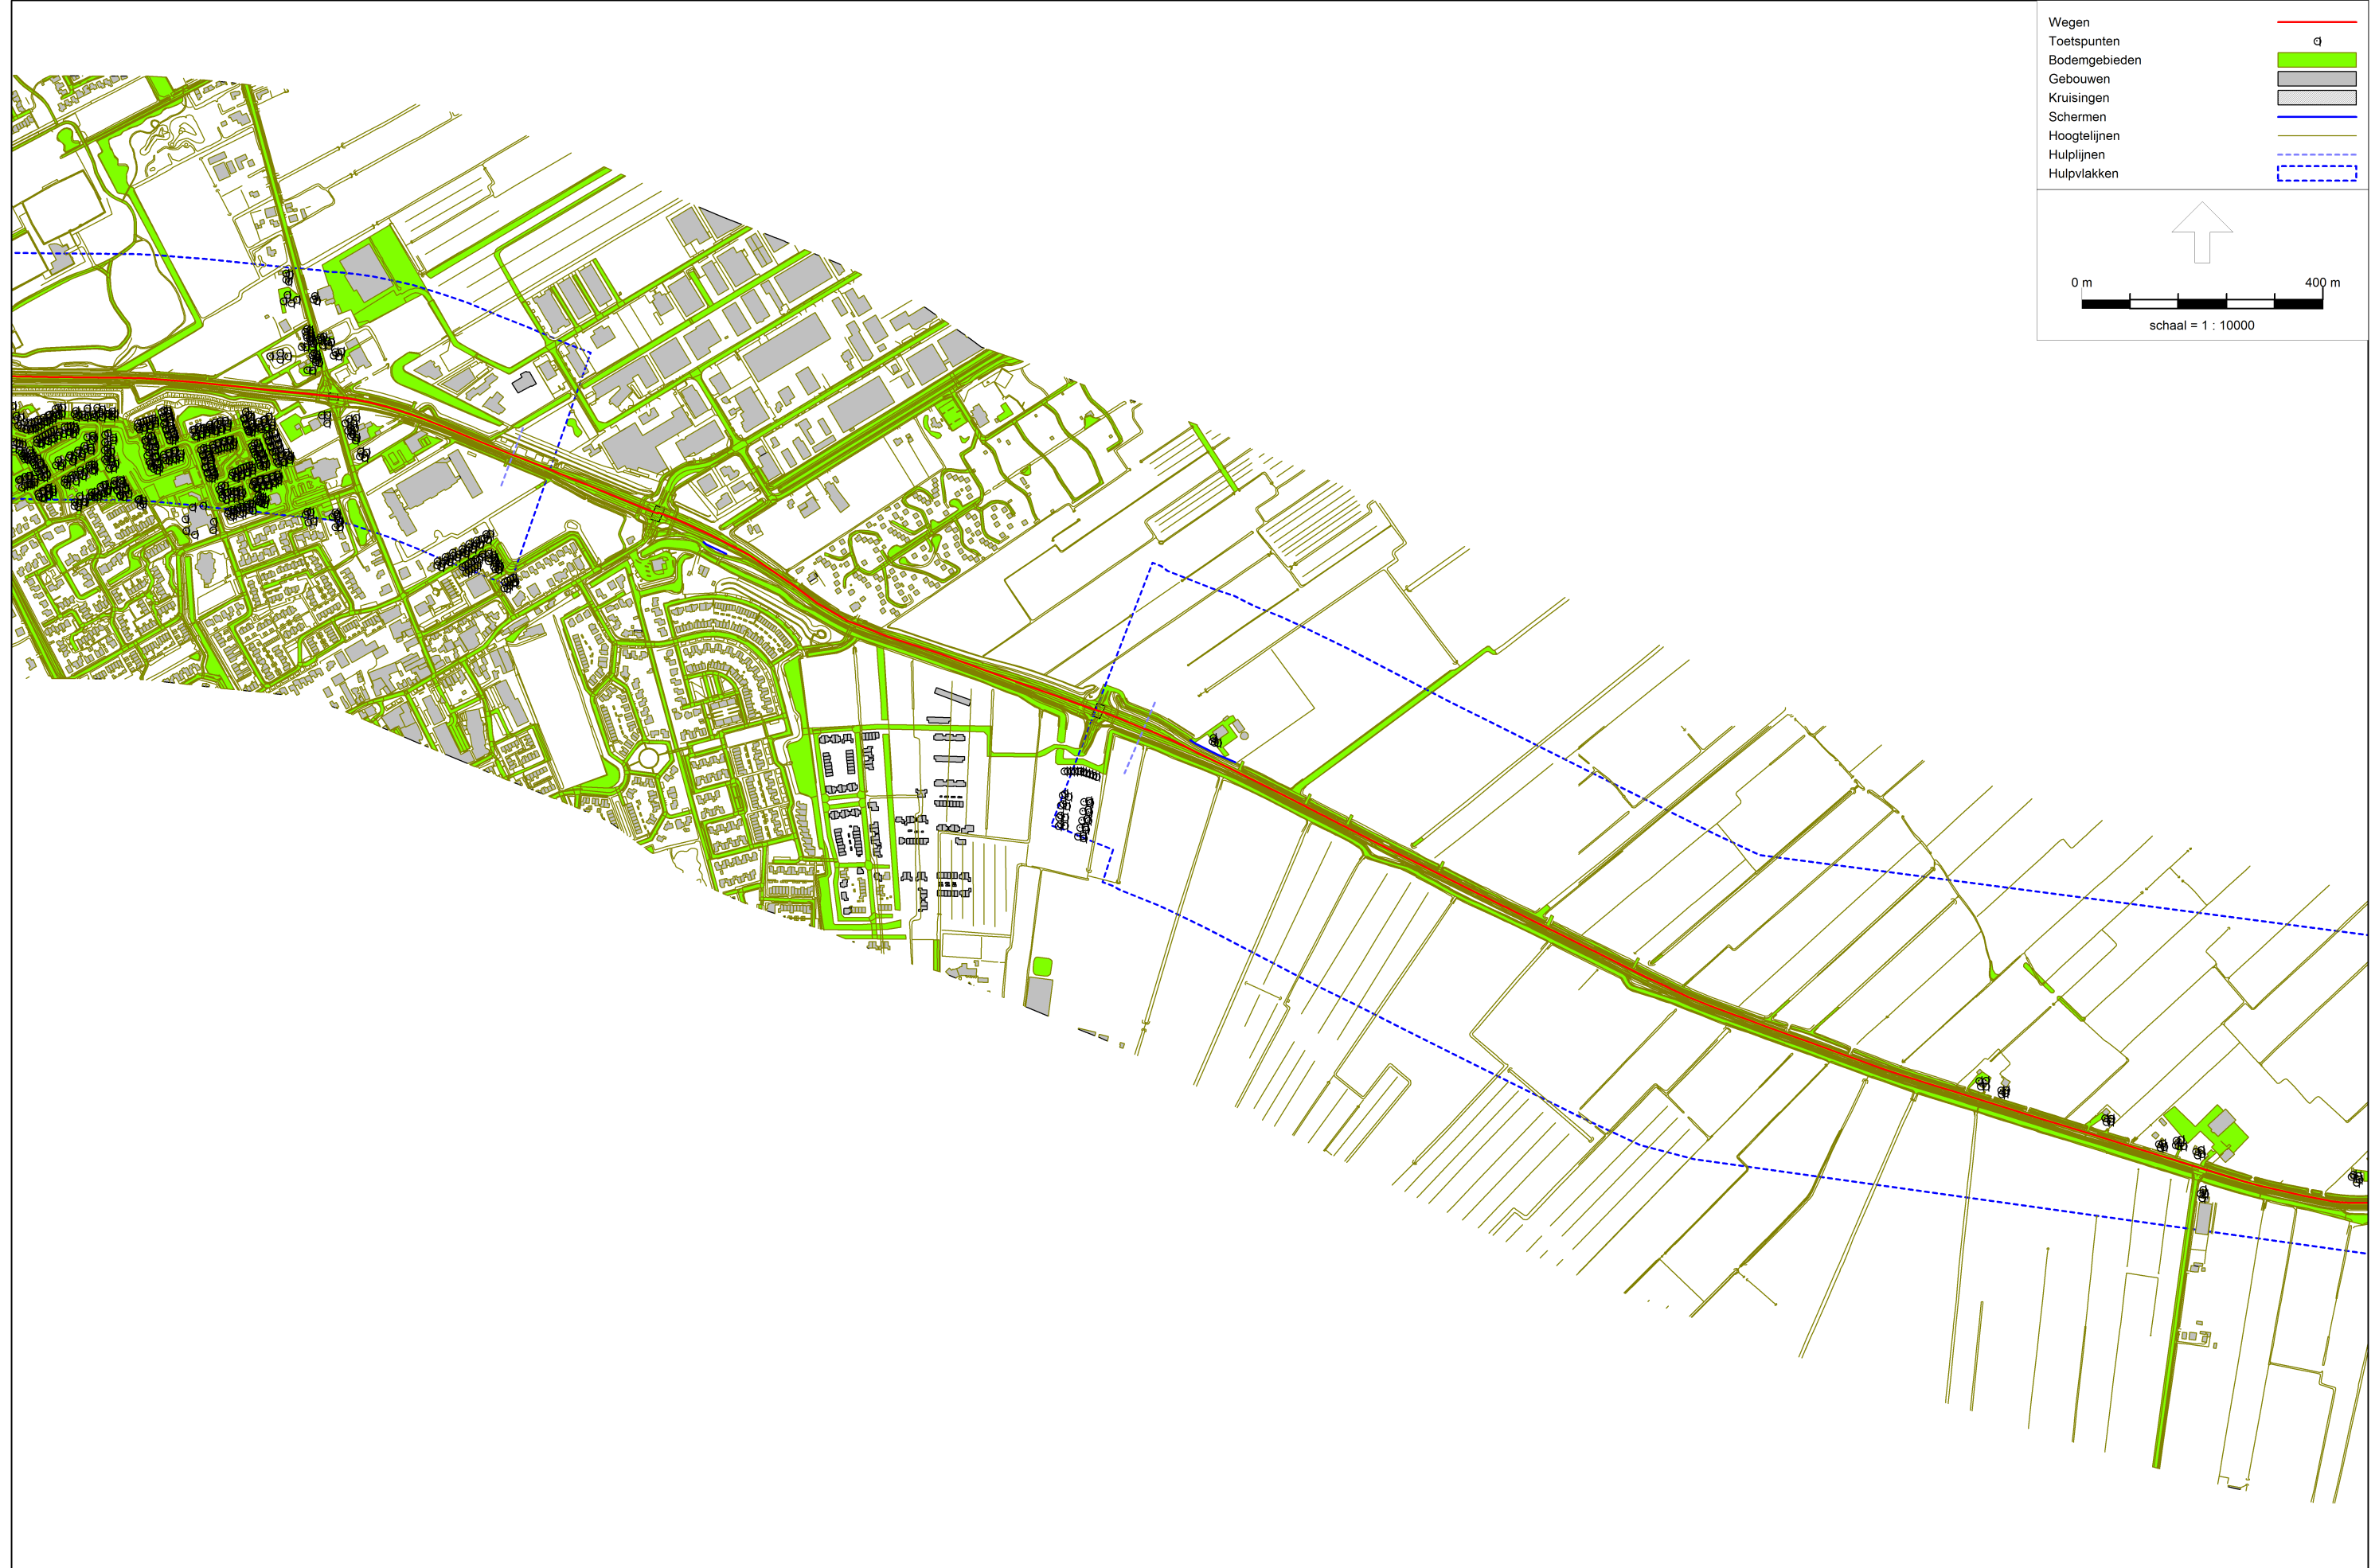 Wegen
Toetspunten
Bodemgebieden
Gebouwen
Kruisingen
Schermen
Hoogtelijnen
Hulplijnen
Hulpvlakken
0 m 400 m
schaal = 1 : 10000